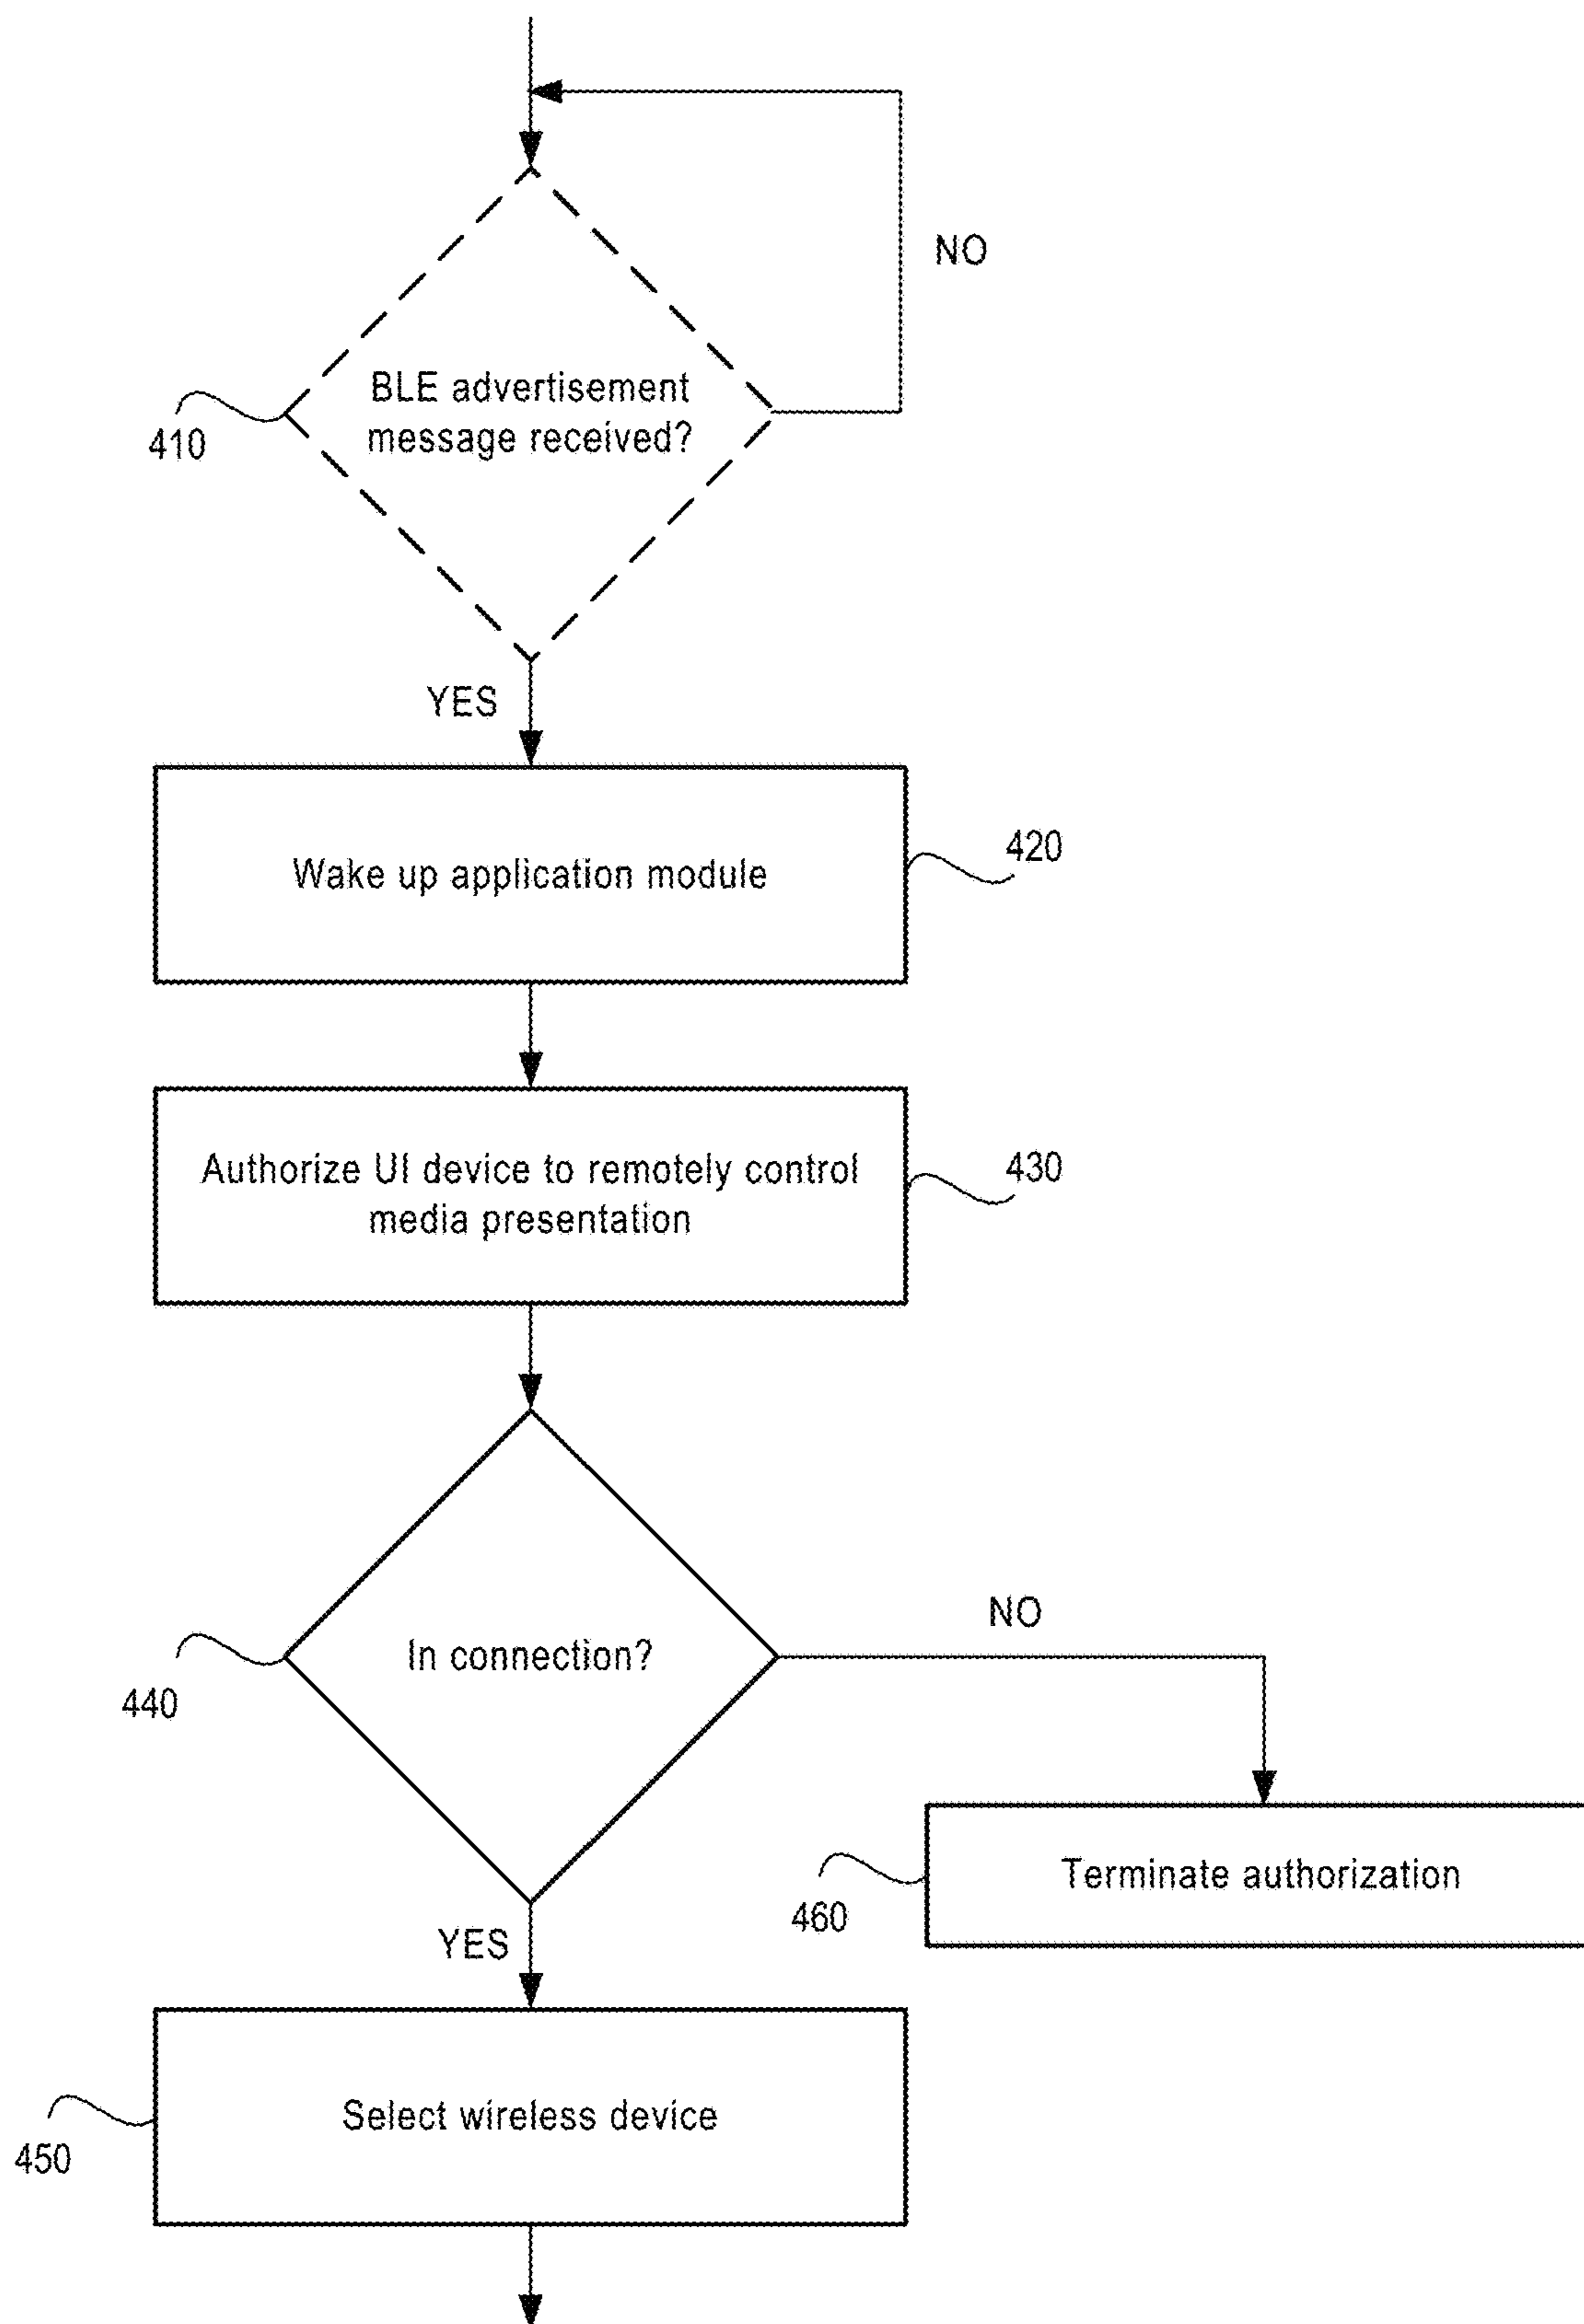 NO
BLE advertisement
message received?
410
YES
Wake up application module
420
Authorize UI device to remotely control
media presentation
430
In connection?
NO
440
Terminate authorization
460
YES
Select wireless device
450